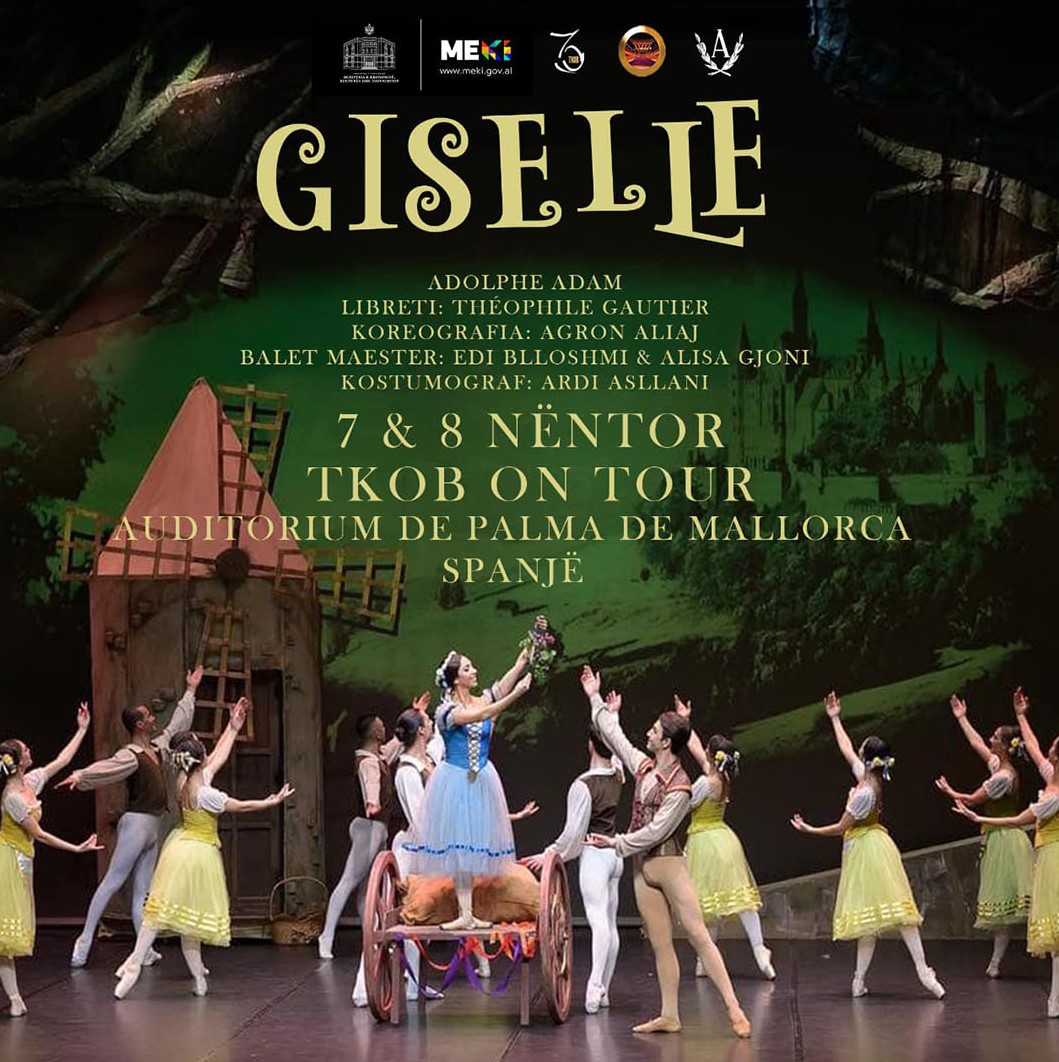 MEKI
www.meki.gov.al
GISELLE
ADOLPHE ADAM
LIBRETI: THÉOPHILE GAUTIER
KOREOGRAFIA: AGRON ALIAJ
BALET MAESTER: EDI BLLOSHMI & ALISA GJONI
KOSTUMOGRAF: ARDI ASLLANI
7 & 8 NËNTOR
TKOB ON TOUR
AUDITORIUM DE PALMA DE MALLORCA
SPANJË